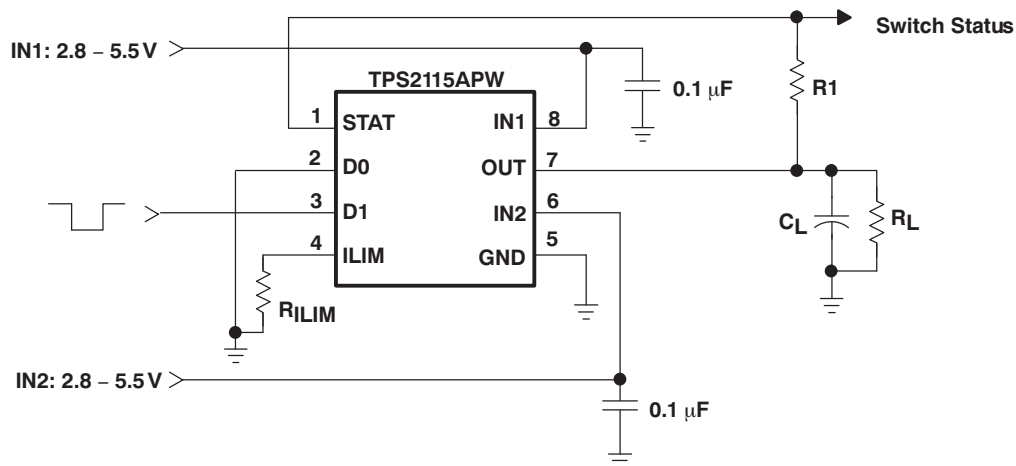 Switch Status
IN1: 2.8 – 5.5 V
TPS2115APW
0.1 μF
R1
1 STAT IN1 8
2 D0 OUT 7
3 D1 IN2 6
4 ILIM GND 5
CL RL
RILIM
IN2: 2.8 – 5.5 V
0.1 μF